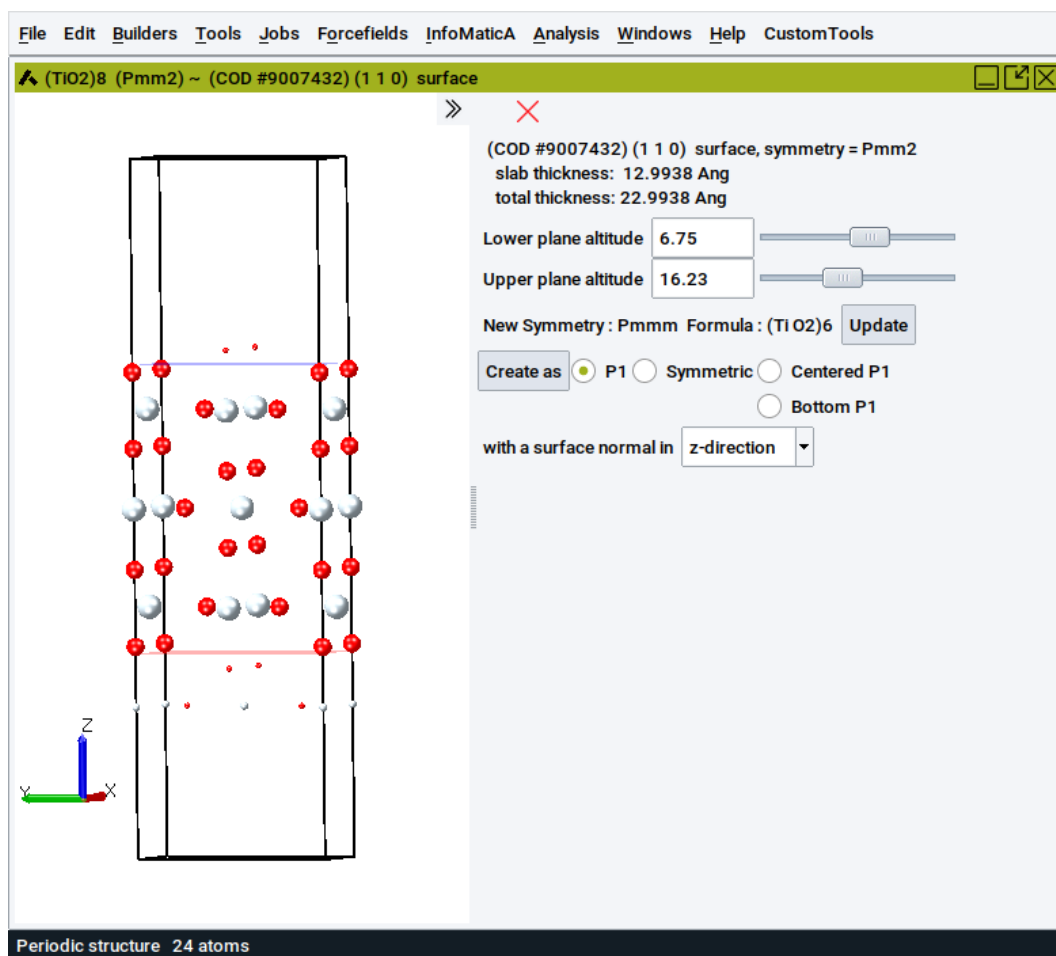 File Edit Builders Tools Jobs Forcefields InfoMaticA Analysis Windows Help CustomTools
(TiO2)8 (Pmm2) ~ (COD #9007432) (1 1 0) surface
(COD #9007432) (1 1 0) surface, symmetry = Pmm2
slab thickness: 12.9938 Ang
total thickness: 22.9938 Ang
Lower plane altitude 6.75
Upper plane altitude 16.23
New Symmetry : Pmmm Formula : (Ti O2)6 Update
Create as P1 Symmetric Centered P1
Bottom P1
with a surface normal in z-direction
Z
Y X
Periodic structure 24 atoms